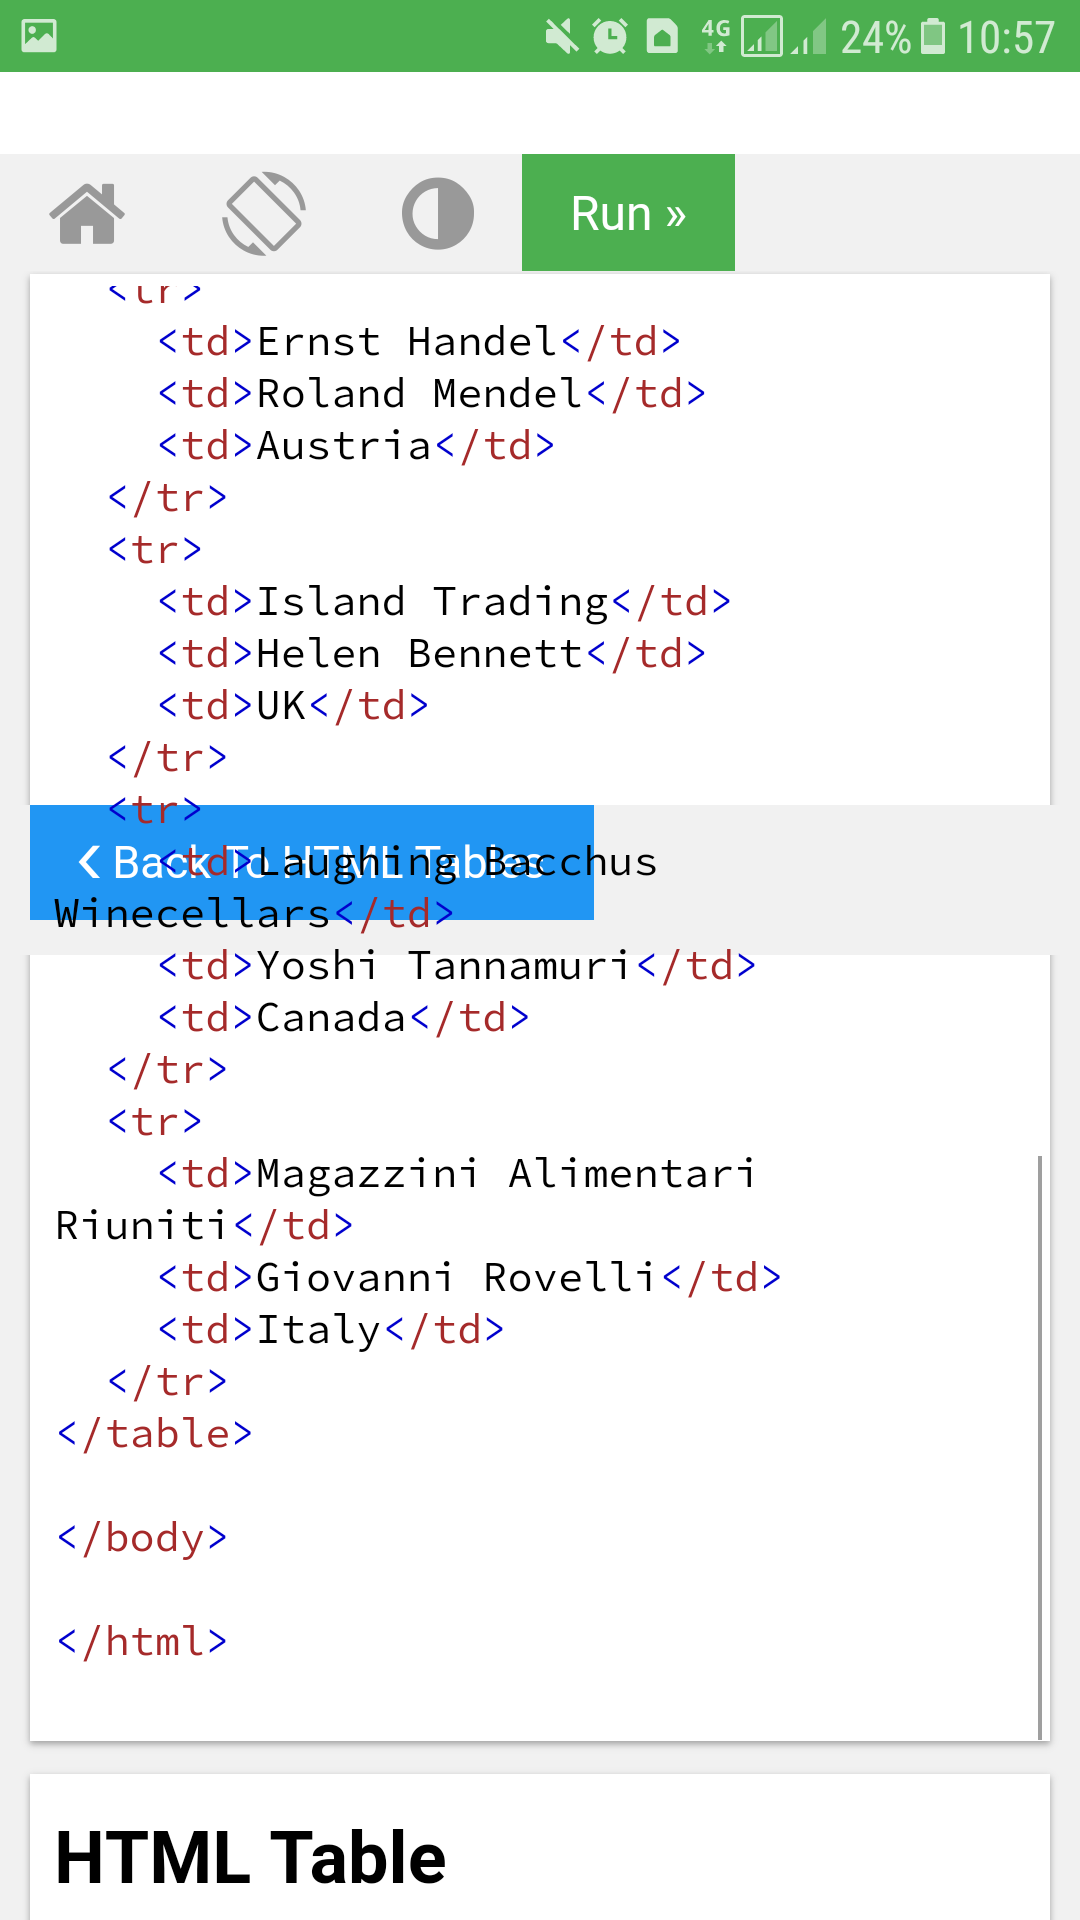 4G 24% 10:57
Run »
<tr>
<td>Ernst Handel</td>
<td>Roland Mendel</td>
<td>Austria</td>
</tr>
<tr>
<td>Island Trading</td>
<td>Helen Bennett</td>
<td>UK</td>
</tr>
<tr>
❮ Back To HTML Tables
<td>Laughing Bacchus
Winecellars</td>
<td>Yoshi Tannamuri</td>
<td>Canada</td>
</tr>
<tr>
<td>Magazzini Alimentari
Riuniti</td>
<td>Giovanni Rovelli</td>
<td>Italy</td>
</tr>
</table>
</body>
</html>
HTML Table